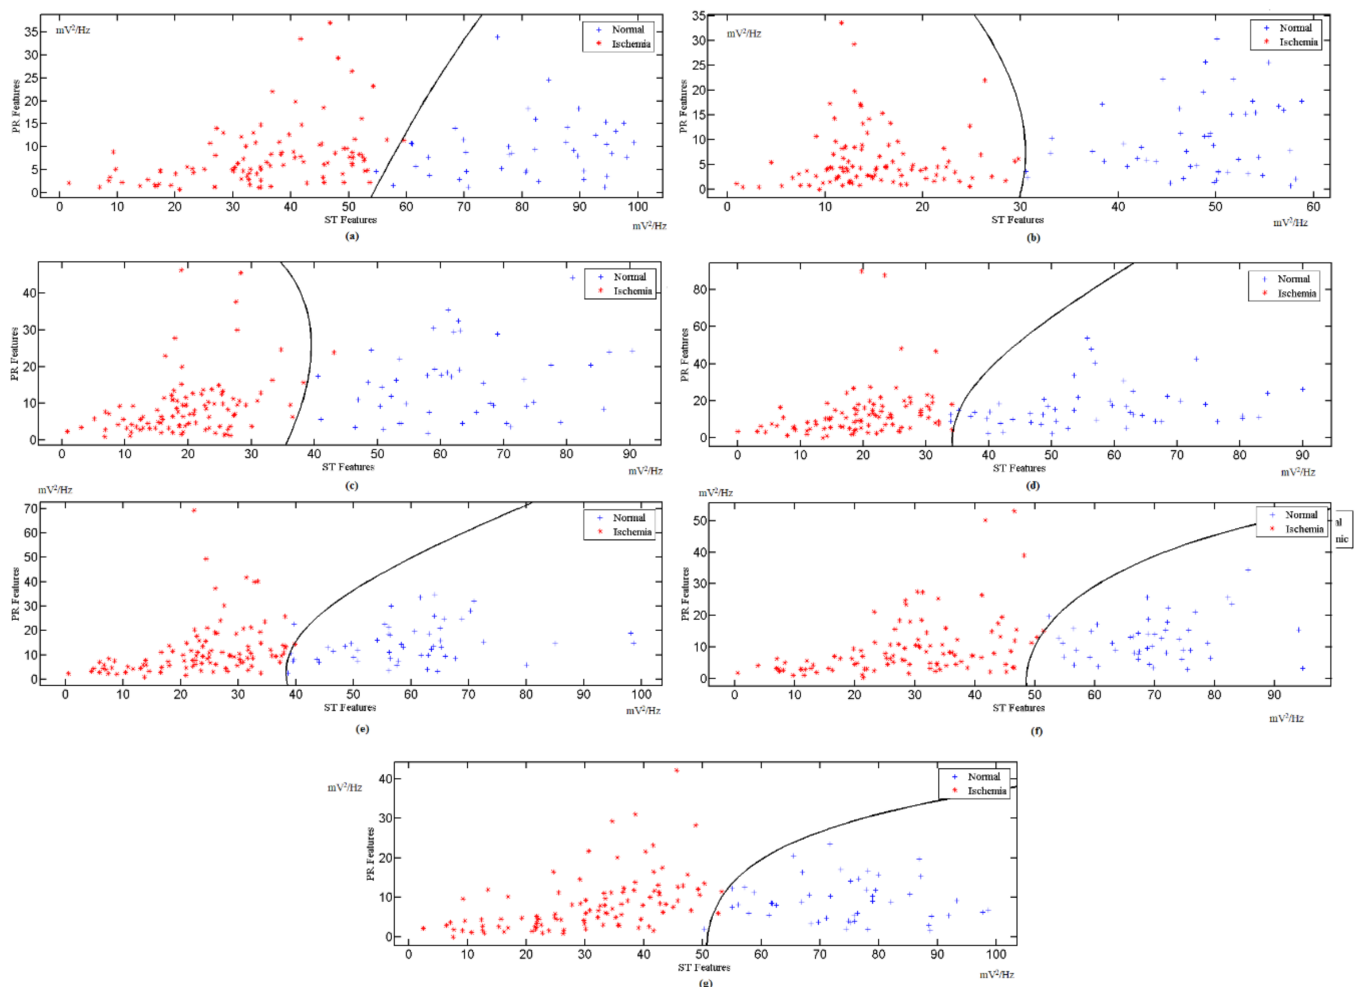 35
30
25
20
15
10
5
0
mV²/Hz
PR Features
Normal
Ischemia
0 10 20 30 40 50 60 70 80 90 100
ST Features
mV²/Hz
(a)
35
30
25
20
15
10
5
0
mV²/Hz
PR Features
Normal
Ischemia
0 10 20 30 40 50 60
ST Features
mV²/Hz
(b)
40
30
20
10
0
PR Features
Normal
Ischemia
0 10 20 30 40 50 60 70 80 90
ST Features
mV²/Hz
(c)
80
60
40
20
0
PR Features
Normal
Ischemia
0 10 20 30 40 50 60 70 80 90
ST Features
mV²/Hz
(d)
mV²/Hz
70
60
50
40
30
20
10
0
PR Features
Normal
Ischemia
0 10 20 30 40 50 60 70 80 90 100
ST Features
mV²/Hz
(e)
mV²/Hz
50
40
30
20
10
0
PR Features
Normal
Ischemia
al
nic
0 10 20 30 40 50 60 70 80 90
ST Features
mV²/Hz
(f)
mV²/Hz
40
30
20
10
0
PR Features
Normal
Ischemia
0 10 20 30 40 50 60 70 80 90 100
ST Features
mV²/Hz
(g)